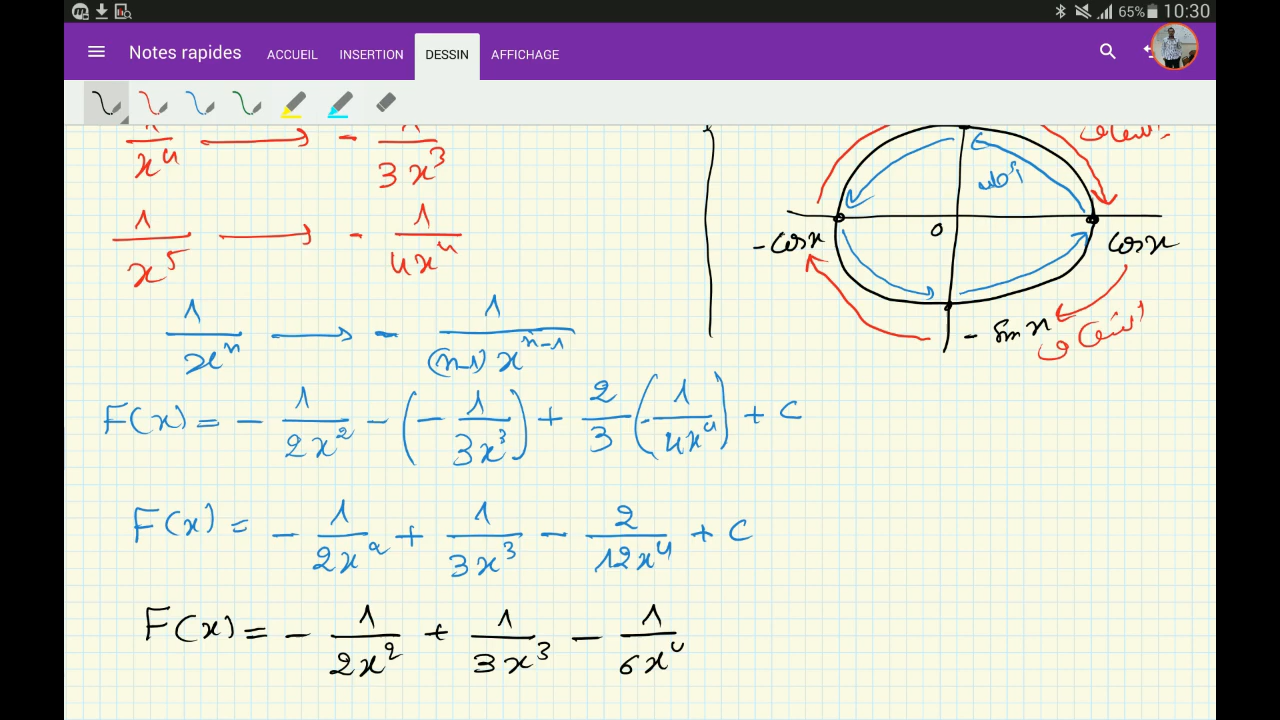 65% 10:30
Notes rapides ACCUEIL INSERTION DESSIN AFFICHAGE
1/x⁴ → - 1/3x³
1/x⁵ → - 1/4x⁴
1/xⁿ → - 1/(n-1)xⁿ⁻¹
F(x) = - 1/2x² - (- 1/3x³) + 2/3 (- 1/4x⁴) + c
F(x) = - 1/2x² + 1/3x³ - 2/12x⁴ + c
F(x) = - 1/2x² + 1/3x³ - 1/6x⁴
0
- cos x
cos x
- sin x